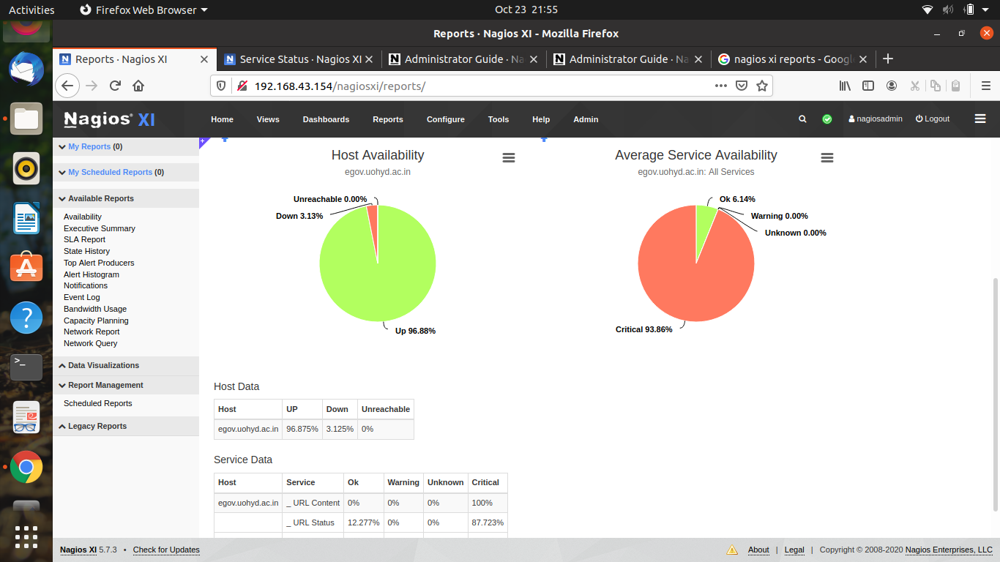 Activities Firefox Web Browser Oct 23 21:55
Reports · Nagios XI - Mozilla Firefox
Reports · Nagios XI Service Status · Nagios XI Administrator Guide · Na Administrator Guide · Na nagios xi reports - Googl
192.168.43.154/nagiosxi/reports/
Nagios® XI Home Views Dashboards Reports Configure Tools Help Admin nagiosadmin Logout
My Reports (0)
My Scheduled Reports (0)
Available Reports
Availability
Executive Summary
SLA Report
State History
Top Alert Producers
Alert Histogram
Notifications
Event Log
Bandwidth Usage
Capacity Planning
Network Report
Network Query
Data Visualizations
Report Management
Scheduled Reports
Legacy Reports
Host Availability
egov.uohyd.ac.in
Unreachable 0.00%
Down 3.13%
Up 96.88%
Average Service Availability
egov.uohyd.ac.in: All Services
Ok 6.14%
Warning 0.00%
Unknown 0.00%
Critical 93.86%
Host Data
Host UP Down Unreachable
egov.uohyd.ac.in 96.875% 3.125% 0%
Service Data
Host Service Ok Warning Unknown Critical
egov.uohyd.ac.in _ URL Content 0% 0% 0% 100%
_ URL Status 12.277% 0% 0% 87.723%
Nagios XI 5.7.3 • Check for Updates About | Legal | Copyright © 2008-2020 Nagios Enterprises, LLC